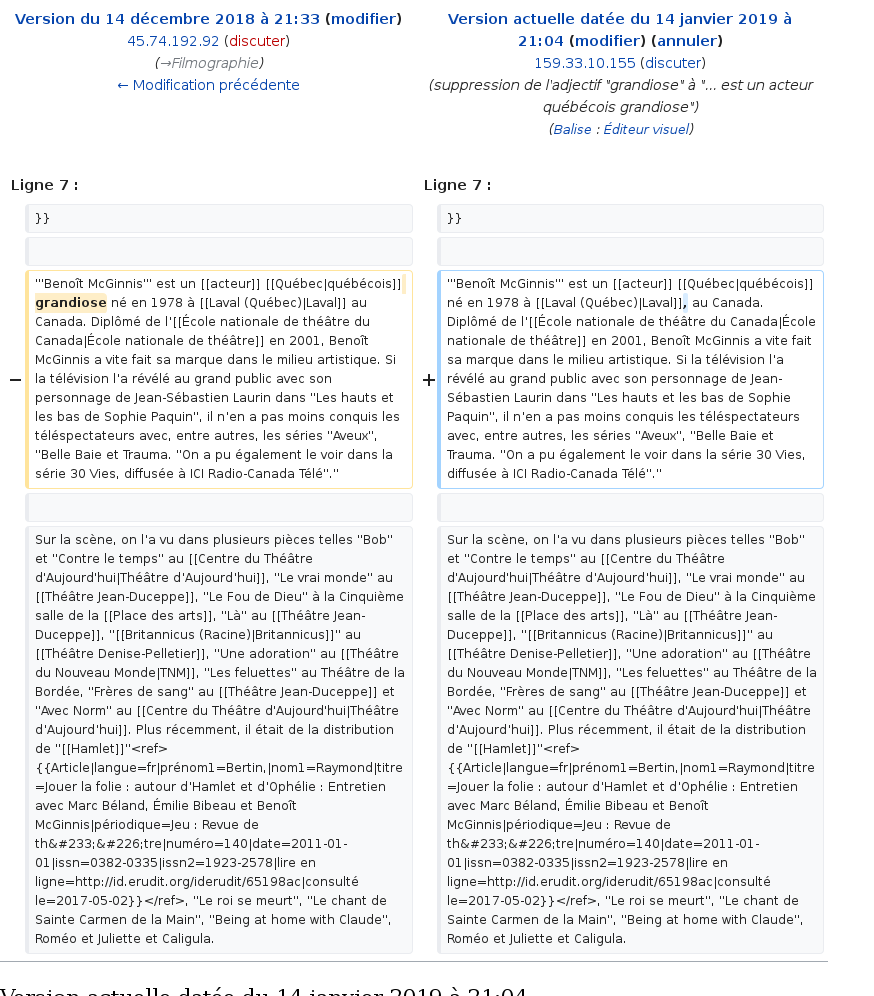 Version du 14 décembre 2018 à 21:33 (modifier)
45.74.192.92 (discuter)
(→Filmographie)
← Modification précédente
Version actuelle datée du 14 janvier 2019 à
21:04 (modifier) (annuler)
159.33.10.155 (discuter)
(suppression de l'adjectif "grandiose" à "... est un acteur
québécois grandiose")
(Balise : Éditeur visuel)
Ligne 7 :
}}
−
'''Benoît McGinnis''' est un [[acteur]] [[Québec|québécois]]
grandiose né en 1978 à [[Laval (Québec)|Laval]] au
Canada. Diplômé de l'[[École nationale de théâtre du
Canada|École nationale de théâtre]] en 2001, Benoît
McGinnis a vite fait sa marque dans le milieu artistique. Si
la télévision l'a révélé au grand public avec son
personnage de Jean-Sébastien Laurin dans ''Les hauts et
les bas de Sophie Paquin'', il n'en a pas moins conquis les
téléspectateurs avec, entre autres, les séries ''Aveux'',
''Belle Baie et Trauma. ''On a pu également le voir dans la
série 30 Vies, diffusée à ICI Radio-Canada Télé''.''
Sur la scène, on l'a vu dans plusieurs pièces telles ''Bob''
et ''Contre le temps'' au [[Centre du Théâtre
d'Aujourd'hui|Théâtre d'Aujourd'hui]], ''Le vrai monde'' au
[[Théâtre Jean-Duceppe]], ''Le Fou de Dieu'' à la Cinquième
salle de la [[Place des arts]], ''Là'' au [[Théâtre Jean-
Duceppe]], ''[[Britannicus (Racine)|Britannicus]]'' au
[[Théâtre Denise-Pelletier]], ''Une adoration'' au [[Théâtre
du Nouveau Monde|TNM]], ''Les feluettes'' au Théâtre de la
Bordée, ''Frères de sang'' au [[Théâtre Jean-Duceppe]] et
''Avec Norm'' au [[Centre du Théâtre d'Aujourd'hui|Théâtre
d'Aujourd'hui]]. Plus récemment, il était de la distribution
de ''[[Hamlet]]''<ref>
{{Article|langue=fr|prénom1=Bertin,|nom1=Raymond|titre
=Jouer la folie : autour d'Hamlet et d'Ophélie : Entretien
avec Marc Béland, Émilie Bibeau et Benoît
McGinnis|périodique=Jeu : Revue de
th&#233;&#226;tre|numéro=140|date=2011-01-
01|issn=0382-0335|issn2=1923-2578|lire en
ligne=http://id.erudit.org/iderudit/65198ac|consulté
le=2017-05-02}}</ref>, ''Le roi se meurt'', ''Le chant de
Sainte Carmen de la Main'', ''Being at home with Claude'',
Roméo et Juliette et Caligula.
Ligne 7 :
}}
+
'''Benoît McGinnis''' est un [[acteur]] [[Québec|québécois]]
né en 1978 à [[Laval (Québec)|Laval]], au Canada.
Diplômé de l'[[École nationale de théâtre du Canada|École
nationale de théâtre]] en 2001, Benoît McGinnis a vite fait
sa marque dans le milieu artistique. Si la télévision l'a
révélé au grand public avec son personnage de Jean-
Sébastien Laurin dans ''Les hauts et les bas de Sophie
Paquin'', il n'en a pas moins conquis les téléspectateurs
avec, entre autres, les séries ''Aveux'', ''Belle Baie et
Trauma. ''On a pu également le voir dans la série 30 Vies,
diffusée à ICI Radio-Canada Télé''.''
Sur la scène, on l'a vu dans plusieurs pièces telles ''Bob''
et ''Contre le temps'' au [[Centre du Théâtre
d'Aujourd'hui|Théâtre d'Aujourd'hui]], ''Le vrai monde'' au
[[Théâtre Jean-Duceppe]], ''Le Fou de Dieu'' à la Cinquième
salle de la [[Place des arts]], ''Là'' au [[Théâtre Jean-
Duceppe]], ''[[Britannicus (Racine)|Britannicus]]'' au
[[Théâtre Denise-Pelletier]], ''Une adoration'' au [[Théâtre
du Nouveau Monde|TNM]], ''Les feluettes'' au Théâtre de la
Bordée, ''Frères de sang'' au [[Théâtre Jean-Duceppe]] et
''Avec Norm'' au [[Centre du Théâtre d'Aujourd'hui|Théâtre
d'Aujourd'hui]]. Plus récemment, il était de la distribution
de ''[[Hamlet]]''<ref>
{{Article|langue=fr|prénom1=Bertin,|nom1=Raymond|titre
=Jouer la folie : autour d'Hamlet et d'Ophélie : Entretien
avec Marc Béland, Émilie Bibeau et Benoît
McGinnis|périodique=Jeu : Revue de
th&#233;&#226;tre|numéro=140|date=2011-01-
01|issn=0382-0335|issn2=1923-2578|lire en
ligne=http://id.erudit.org/iderudit/65198ac|consulté
le=2017-05-02}}</ref>, ''Le roi se meurt'', ''Le chant de
Sainte Carmen de la Main'', ''Being at home with Claude'',
Roméo et Juliette et Caligula.
Version actuelle datée du 14 janvier 2019 à 21:04